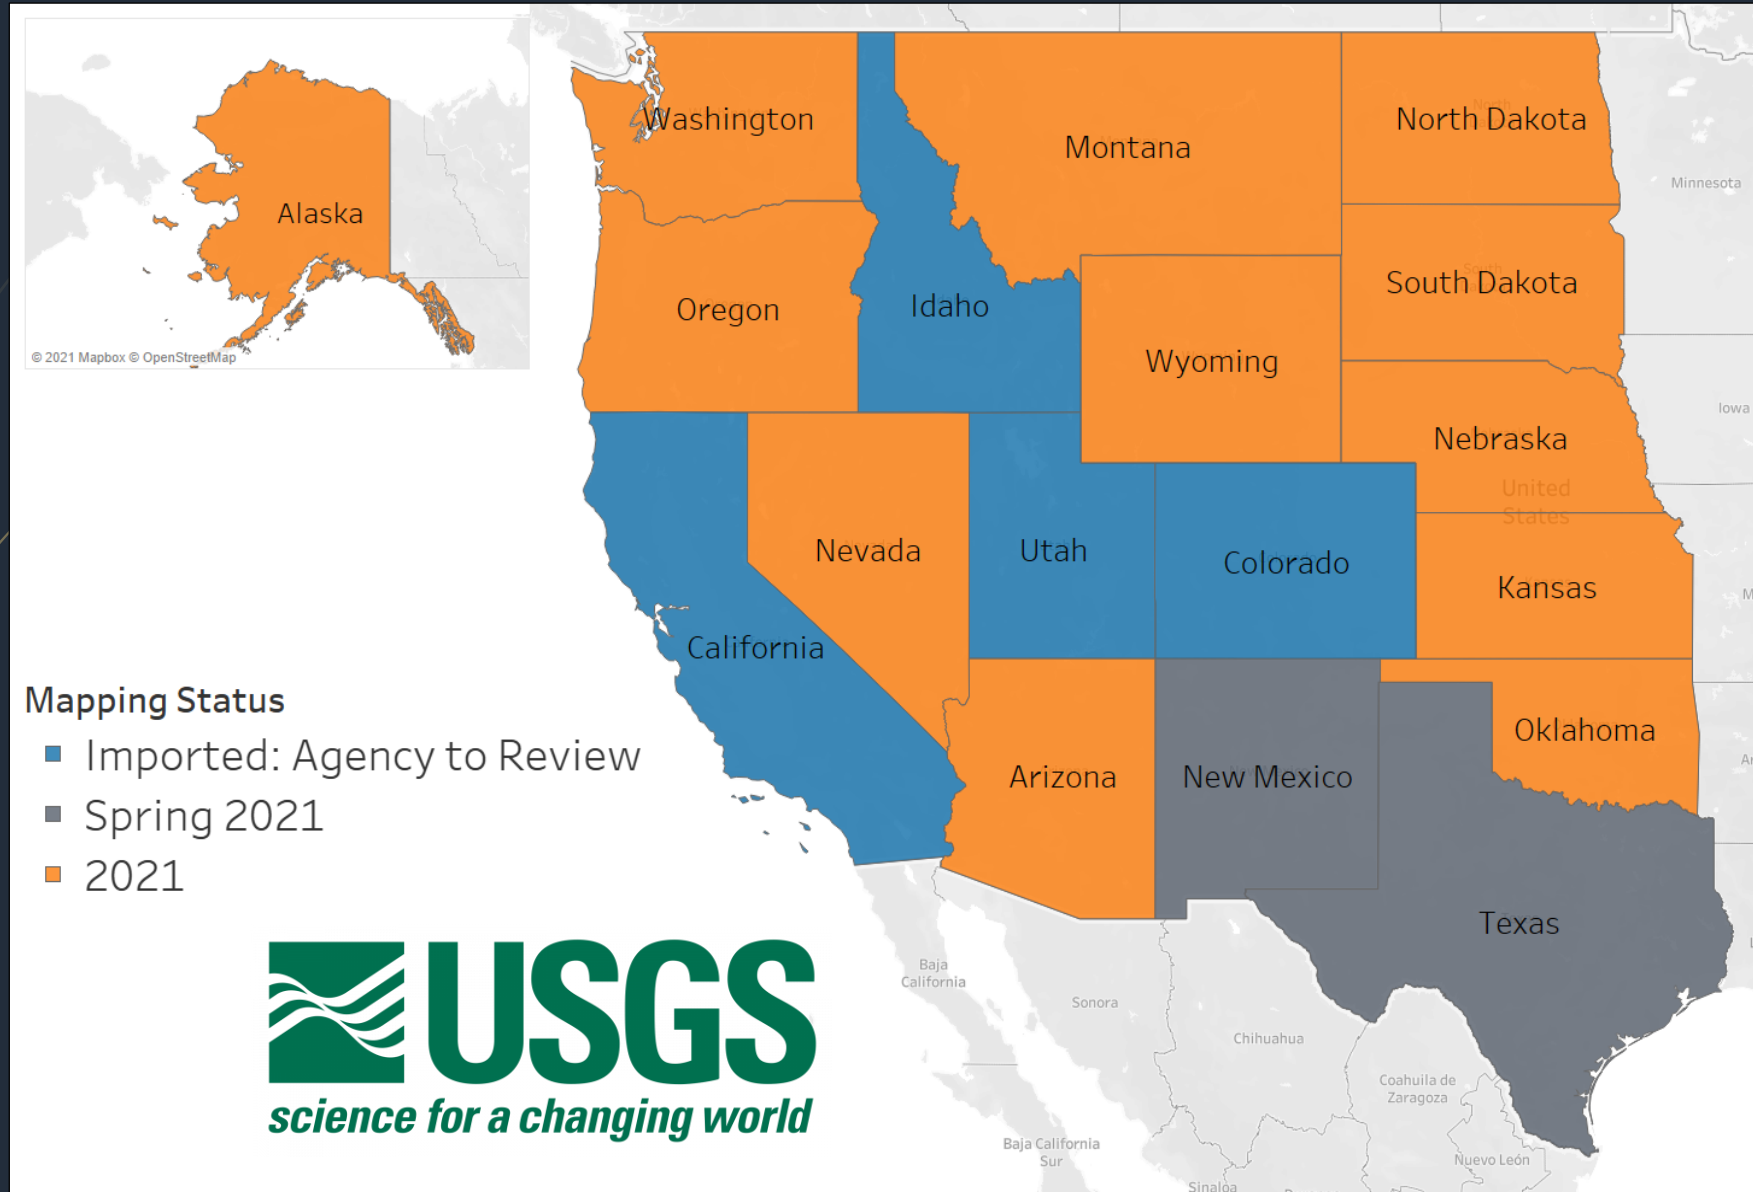 Washington
Montana
North Dakota
Minnesota
Alaska
South Dakota
Oregon
Idaho
Wyoming
© 2021 Mapbox © OpenStreetMap
Iowa
Nebraska
United
States
Nevada
Utah
Colorado
Kansas
California
Mapping Status
Imported: Agency to Review
Spring 2021
2021
Oklahoma
Arizona
New Mexico
Texas
USGS
science for a changing world
Baja
California
Sonora
Chihuahua
Coahuila de
Zaragoza
Baja California
Sur
Nuevo León
Sinaloa